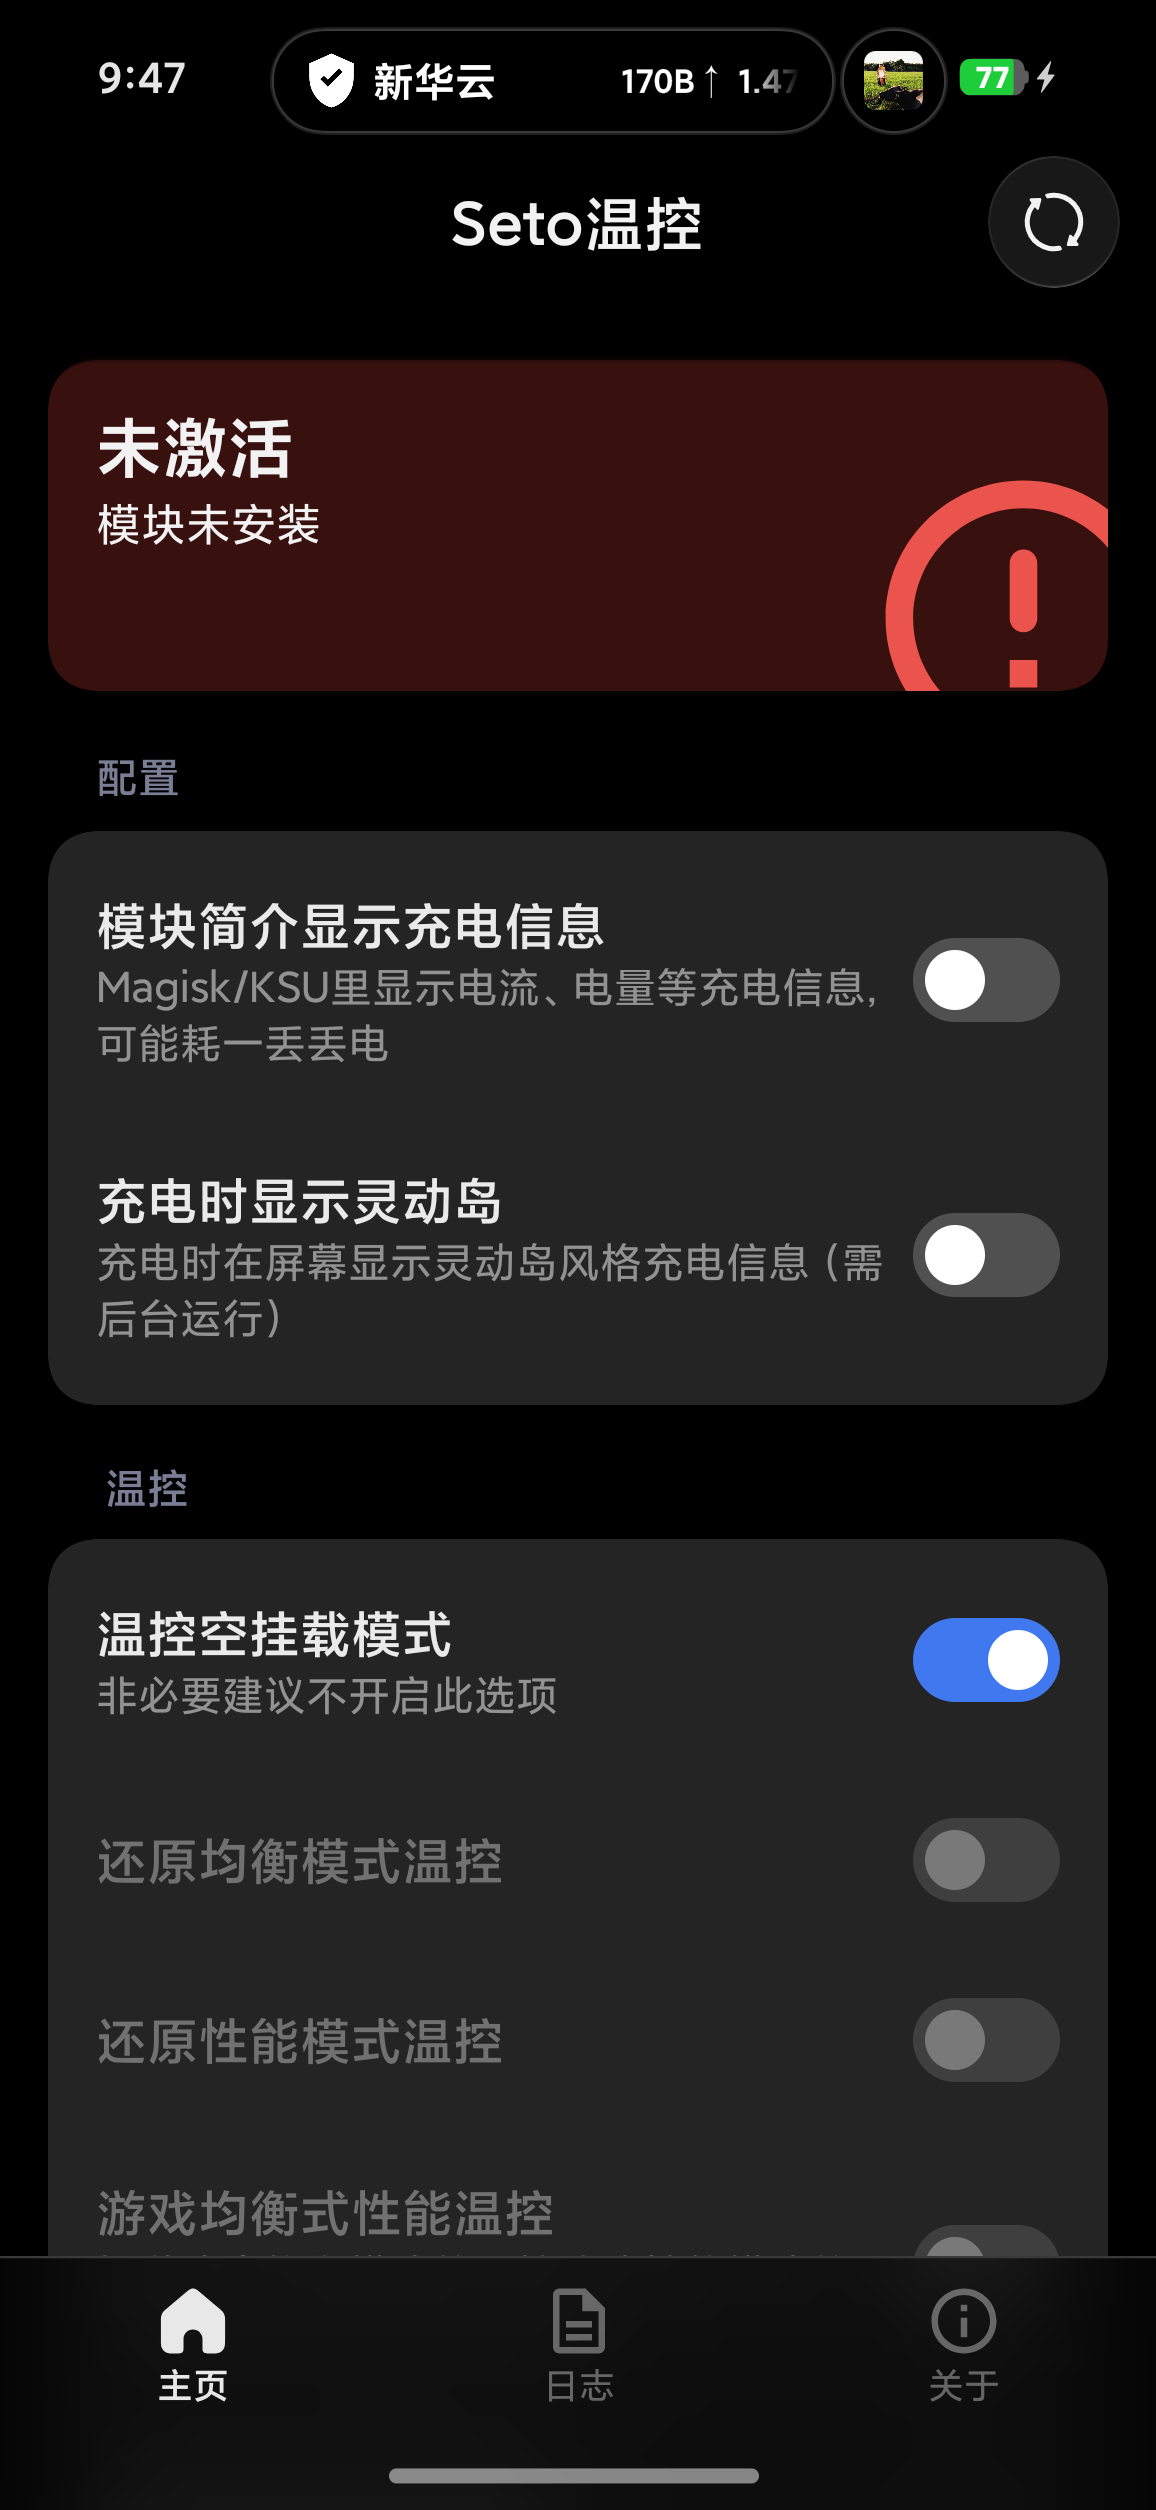 9:47
新华云
170B ↑ 1.47
77
Seto温控
未激活
模块未安装
配置
模块简介显示充电信息
Magisk/KSU里显示电流、电量等充电信息,
可能耗一丢丢电
充电时显示灵动岛
充电时在屏幕显示灵动岛风格充电信息（需
后台运行）
温控
温控空挂载模式
非必要建议不开启此选项
还原均衡模式温控
还原性能模式温控
游戏均衡式性能温控
主页
日志
关于